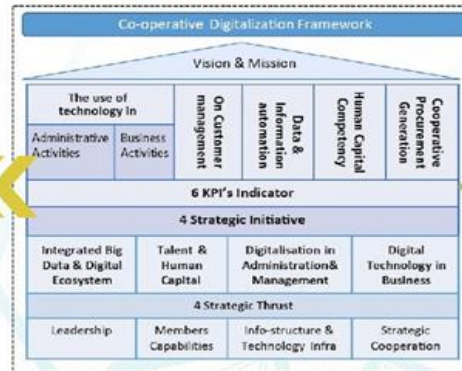 Co-operative Digitalization Framework
Vision & Mission
The use of
technology in
Administrative
Activities
Business
Activities
On Customer
management
Data &
Information
automation
Human Capital
Competency
Cooperative
Procurement
Generation
6 KPI's Indicator
4 Strategic Initiative
Integrated Big
Data & Digital
Ecosystem
Talent &
Human
Capital
Digitalisation in
Administration&
Management
Digital
Technology in
Business
4 Strategic Thrust
Leadership
Members
Capabilities
Info-structure &
Technology Infra
Strategic
Cooperation